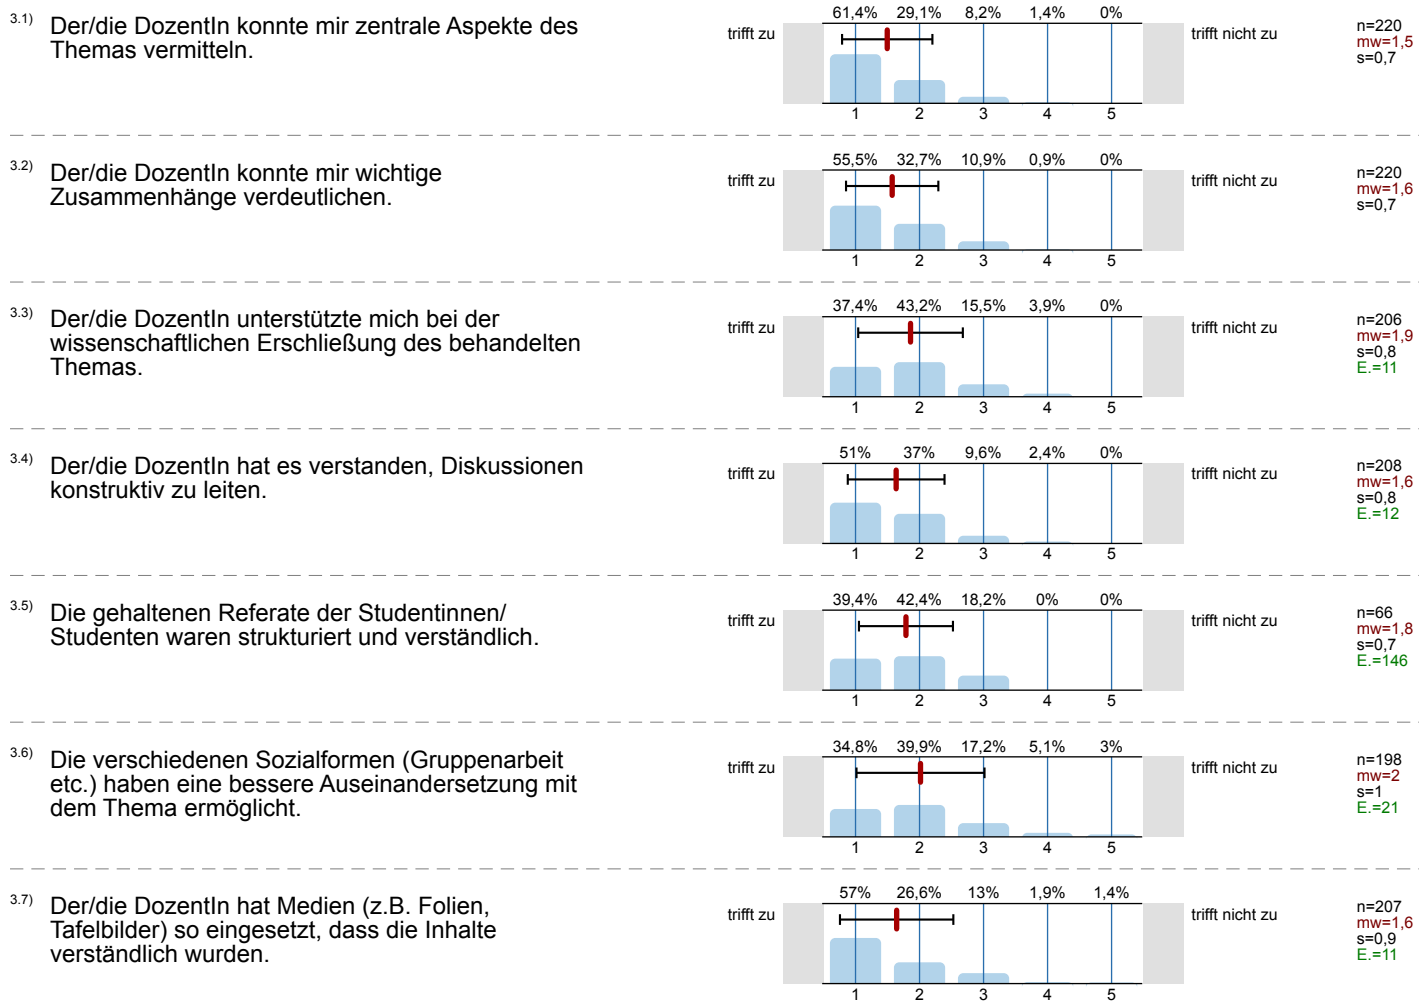 3.1) Der/die DozentIn konnte mir zentrale Aspekte des
Themas vermitteln.
trifft zu
61,4% 29,1% 8,2% 1,4% 0%
1 2 3 4 5
trifft nicht zu
n=220
mw=1,5
s=0,7
3.2) Der/die DozentIn konnte mir wichtige
Zusammenhänge verdeutlichen.
trifft zu
55,5% 32,7% 10,9% 0,9% 0%
1 2 3 4 5
trifft nicht zu
n=220
mw=1,6
s=0,7
3.3) Der/die DozentIn unterstützte mich bei der
wissenschaftlichen Erschließung des behandelten
Themas.
trifft zu
37,4% 43,2% 15,5% 3,9% 0%
1 2 3 4 5
trifft nicht zu
n=206
mw=1,9
s=0,8
E.=11
3.4) Der/die DozentIn hat es verstanden, Diskussionen
konstruktiv zu leiten.
trifft zu
51% 37% 9,6% 2,4% 0%
1 2 3 4 5
trifft nicht zu
n=208
mw=1,6
s=0,8
E.=12
3.5) Die gehaltenen Referate der Studentinnen/
Studenten waren strukturiert und verständlich.
trifft zu
39,4% 42,4% 18,2% 0% 0%
1 2 3 4 5
trifft nicht zu
n=66
mw=1,8
s=0,7
E.=146
3.6) Die verschiedenen Sozialformen (Gruppenarbeit
etc.) haben eine bessere Auseinandersetzung mit
dem Thema ermöglicht.
trifft zu
34,8% 39,9% 17,2% 5,1% 3%
1 2 3 4 5
trifft nicht zu
n=198
mw=2
s=1
E.=21
3.7) Der/die DozentIn hat Medien (z.B. Folien,
Tafelbilder) so eingesetzt, dass die Inhalte
verständlich wurden.
trifft zu
57% 26,6% 13% 1,9% 1,4%
1 2 3 4 5
trifft nicht zu
n=207
mw=1,6
s=0,9
E.=11